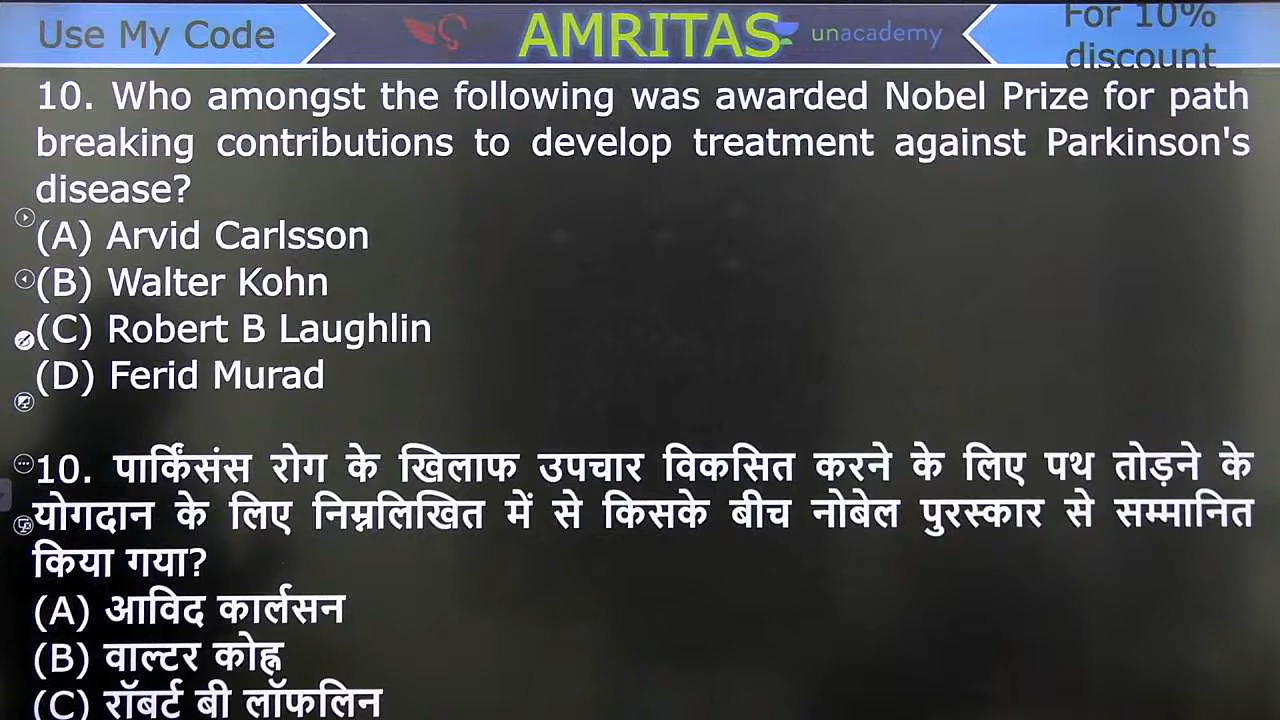 Use My Code
AMRITAS
unacademy
For 10%
discount
10. Who amongst the following was awarded Nobel Prize for path
breaking contributions to develop treatment against Parkinson's
disease?
(A) Arvid Carlsson
(B) Walter Kohn
(C) Robert B Laughlin
(D) Ferid Murad
10. पार्किंसंस रोग के खिलाफ उपचार विकसित करने के लिए पथ तोड़ने के
योगदान के लिए निम्नलिखित में से किसके बीच नोबेल पुरस्कार से सम्मानित
किया गया?
(A) आविद कार्लसन
(B) वाल्टर कोह्न
(C) रॉबर्ट बी लॉफलिन